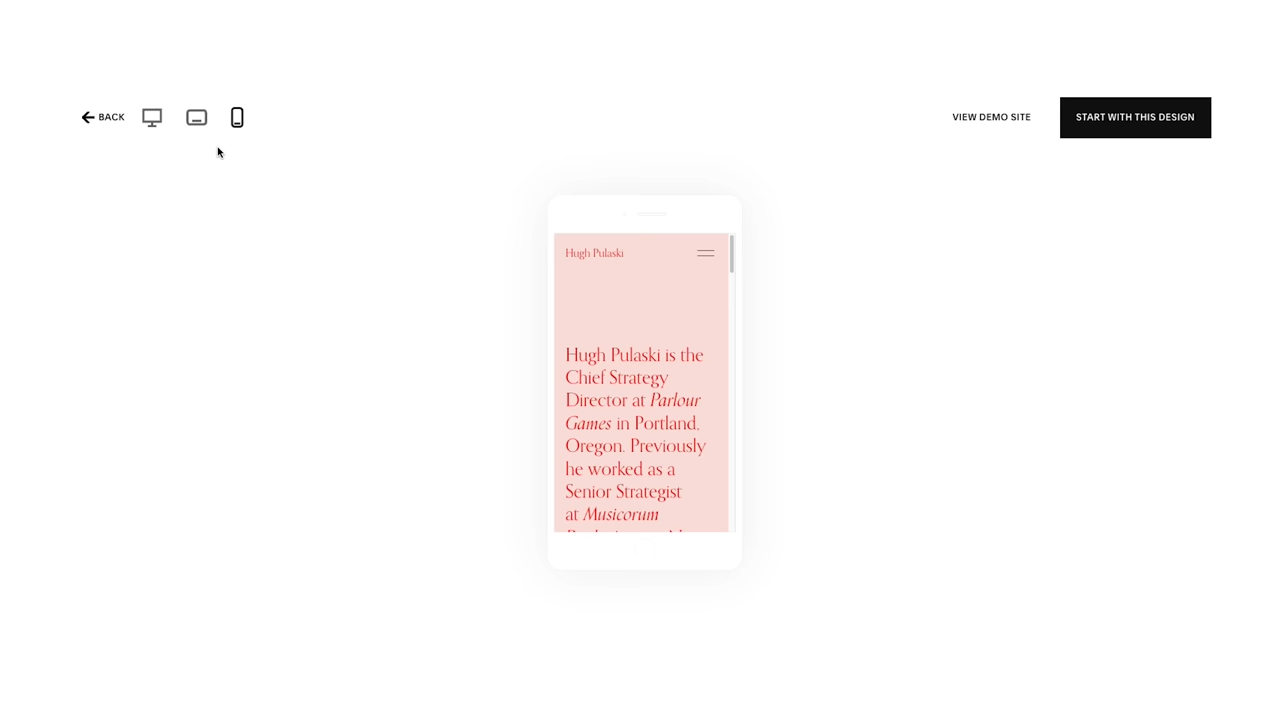 BACK
VIEW DEMO SITE
START WITH THIS DESIGN
Hugh Pulaski
Hugh Pulaski is the
Chief Strategy
Director at Parlour
Games in Portland,
Oregon. Previously
he worked as a
Senior Strategist
at Musicorum